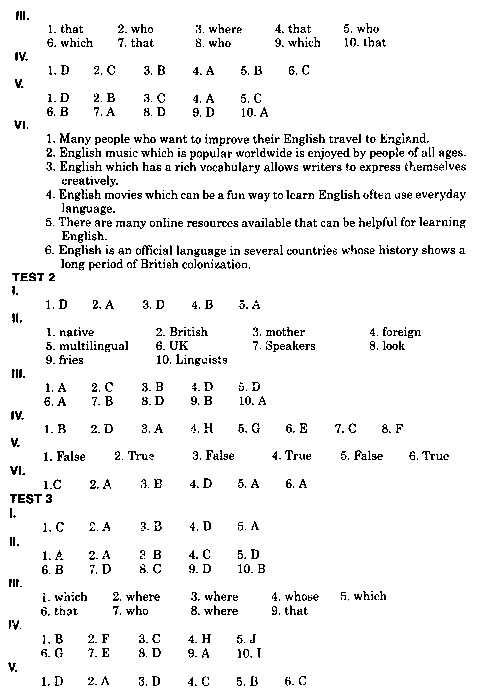 III.
1. that 2. who 3. where 4. that 5. who
6. which 7. that 8. who 9. which 10. that
IV.
1. D 2. C 3. B 4. A 5. B 6. C
V.
1. D 2. B 3. C 4. A 5. C
6. B 7. A 8. D 9. D 10. A
VI.
1. Many people who want to improve their English travel to England.
2. English music which is popular worldwide is enjoyed by people of all ages.
3. English which has a rich vocabulary allows writers to express themselves
creatively.
4. English movies which can be a fun way to learn English often use everyday
language.
5. There are many online resources available that can be helpful for learning
English.
6. English is an official language in several countries whose history shows a
long period of British colonization.
TEST 2
I.
1. D 2. A 3. D 4. B 5. A
II.
1. native 2. British 3. mother 4. foreign
5. multilingual 6. UK 7. Speakers 8. look
9. fries 10. Linguists
III.
1. A 2. C 3. B 4. D 5. D
6. A 7. B 8. D 9. B 10. A
IV.
1. B 2. D 3. A 4. H 5. G 6. E 7. C 8. F
V.
1. False 2. True 3. False 4. True 5. False 6. True
VI.
1.C 2. A 3. B 4. D 5. A 6. A
TEST 3
I.
1. C 2. A 3. B 4. D 5. A
II.
1. A 2. A 3. B 4. C 5. D
6. B 7. D 8. C 9. D 10. B
III.
1. which 2. where 3. where 4. whose 5. which
6. that 7. who 8. where 9. that
IV.
1. B 2. F 3. C 4. H 5. J
6. G 7. E 8. D 9. A 10. I
V.
1. D 2. A 3. D 4. C 5. B 6. C